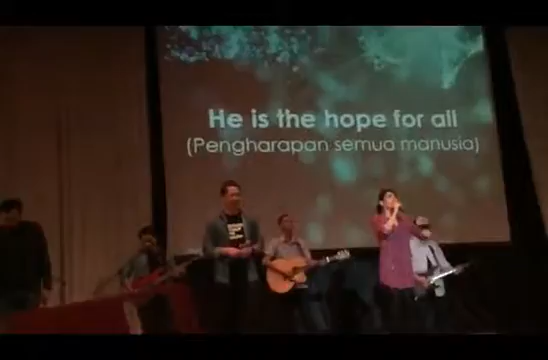 He is the hope for all
(Pengharapan semua manusia)